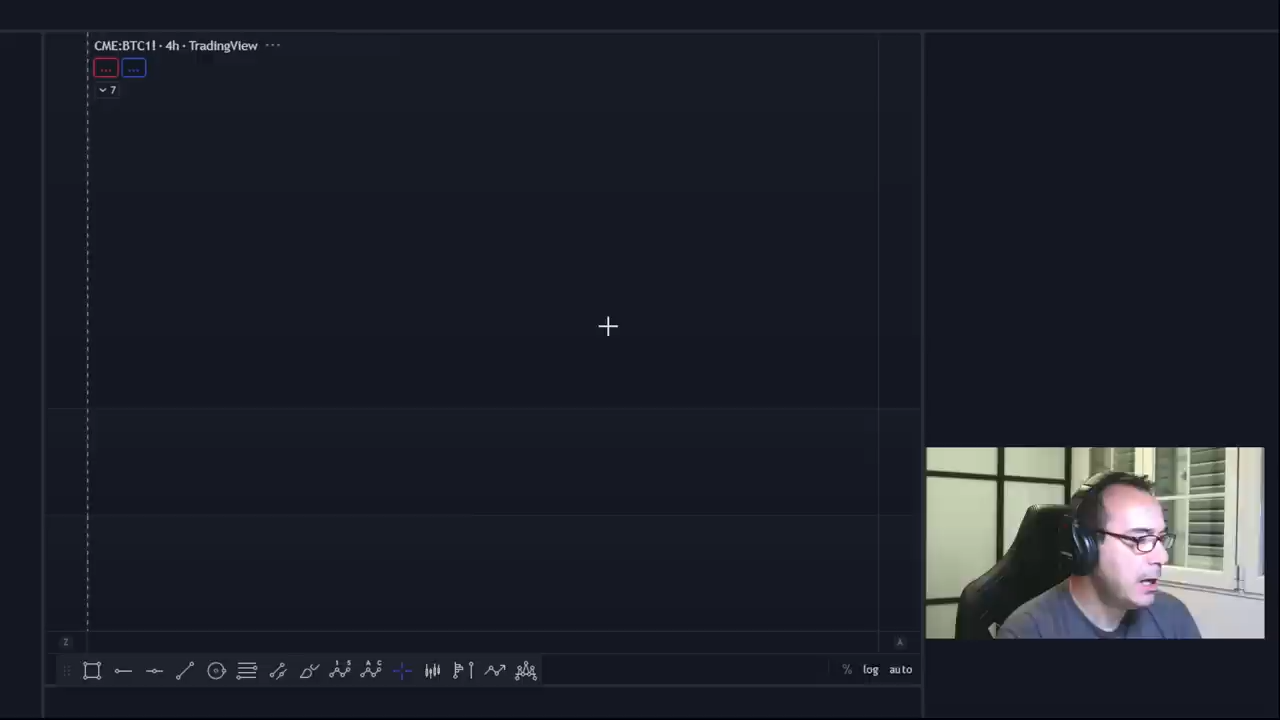 CME:BTC1! · 4h · TradingView
... ...
7
Z A
% log auto